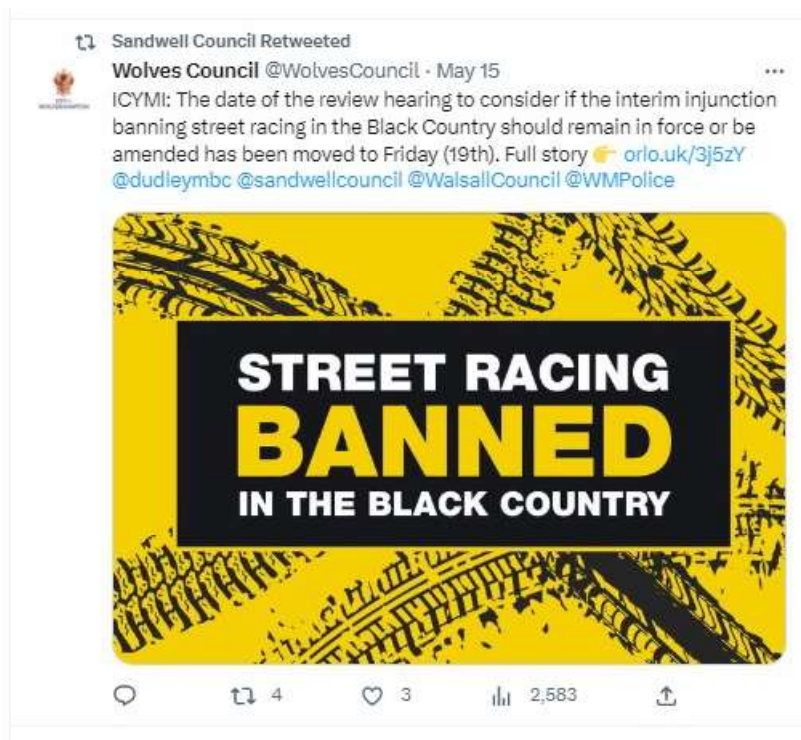 Sandwell Council Retweeted
Wolves Council @WolvesCouncil · May 15
ICYMI: The date of the review hearing to consider if the interim injunction
banning street racing in the Black Country should remain in force or be
amended has been moved to Friday (19th). Full story 👉 orlo.uk/3j5zY
@dudleymbc @sandwellcouncil @WalsallCouncil @WMPolice
STREET RACING
BANNED
IN THE BLACK COUNTRY
4 3 2,583